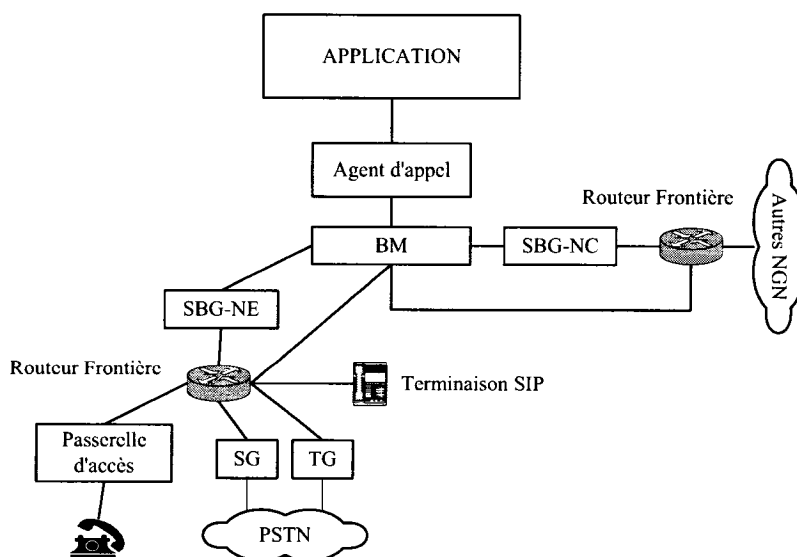 APPLICATION
Agent d'appel
Routeur Frontière
Autres NGN
BM
SBG-NC
SBG-NE
Routeur Frontière
Terminaison SIP
Passerelle
d'accès
SG
TG
PSTN